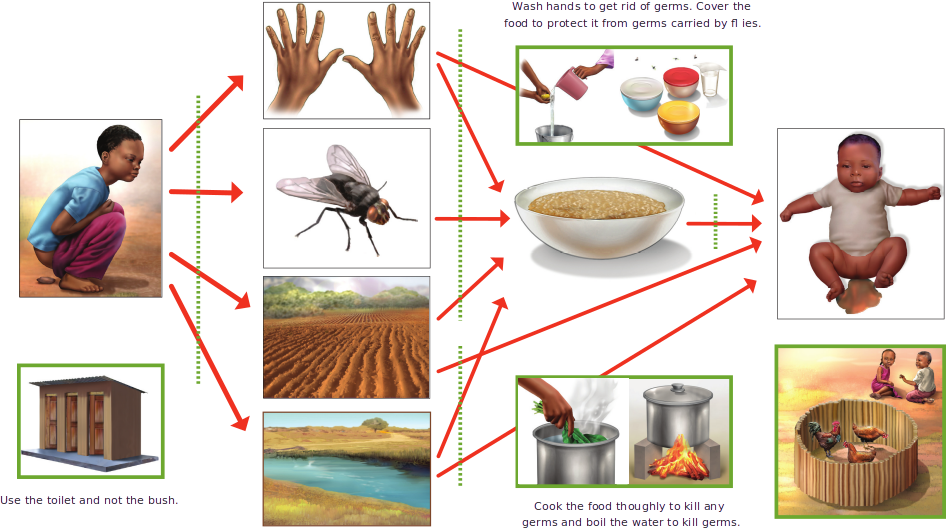 Wash hands to get rid of germs. Cover the
food to protect it from germs carried by fl ies.
Use the toilet and not the bush.
Cook the food thoughly to kill any
germs and boil the water to kill germs.